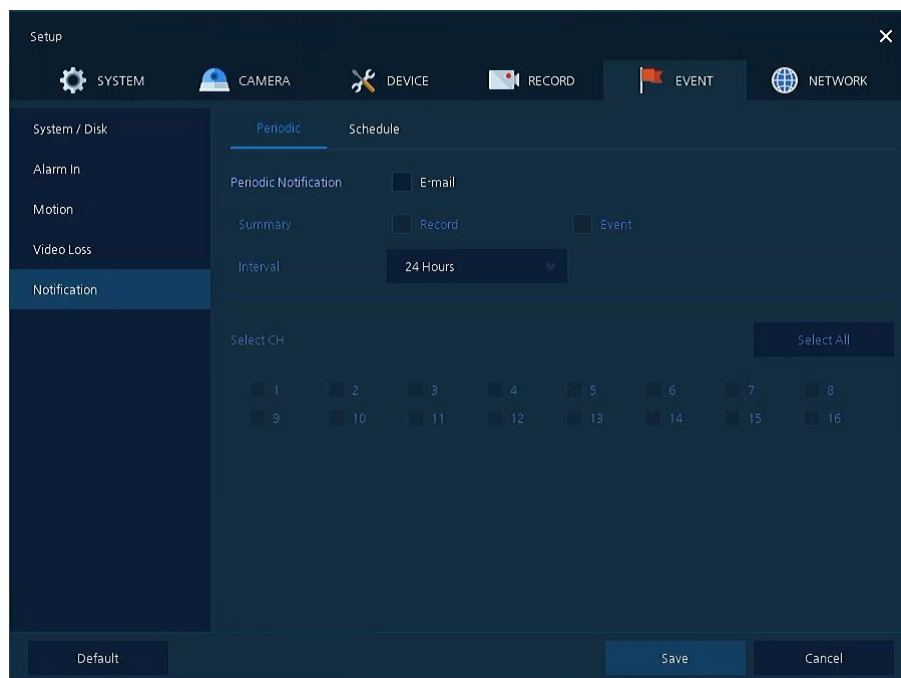 Setup
SYSTEM CAMERA DEVICE RECORD EVENT NETWORK
System / Disk
Alarm In
Motion
Video Loss
Notification
Periodic Schedule
Periodic Notification E-mail
Summary Record Event
Interval 24 Hours
Select CH Select All
1 2 3 4 5 6 7 8
9 10 11 12 13 14 15 16
Default Save Cancel